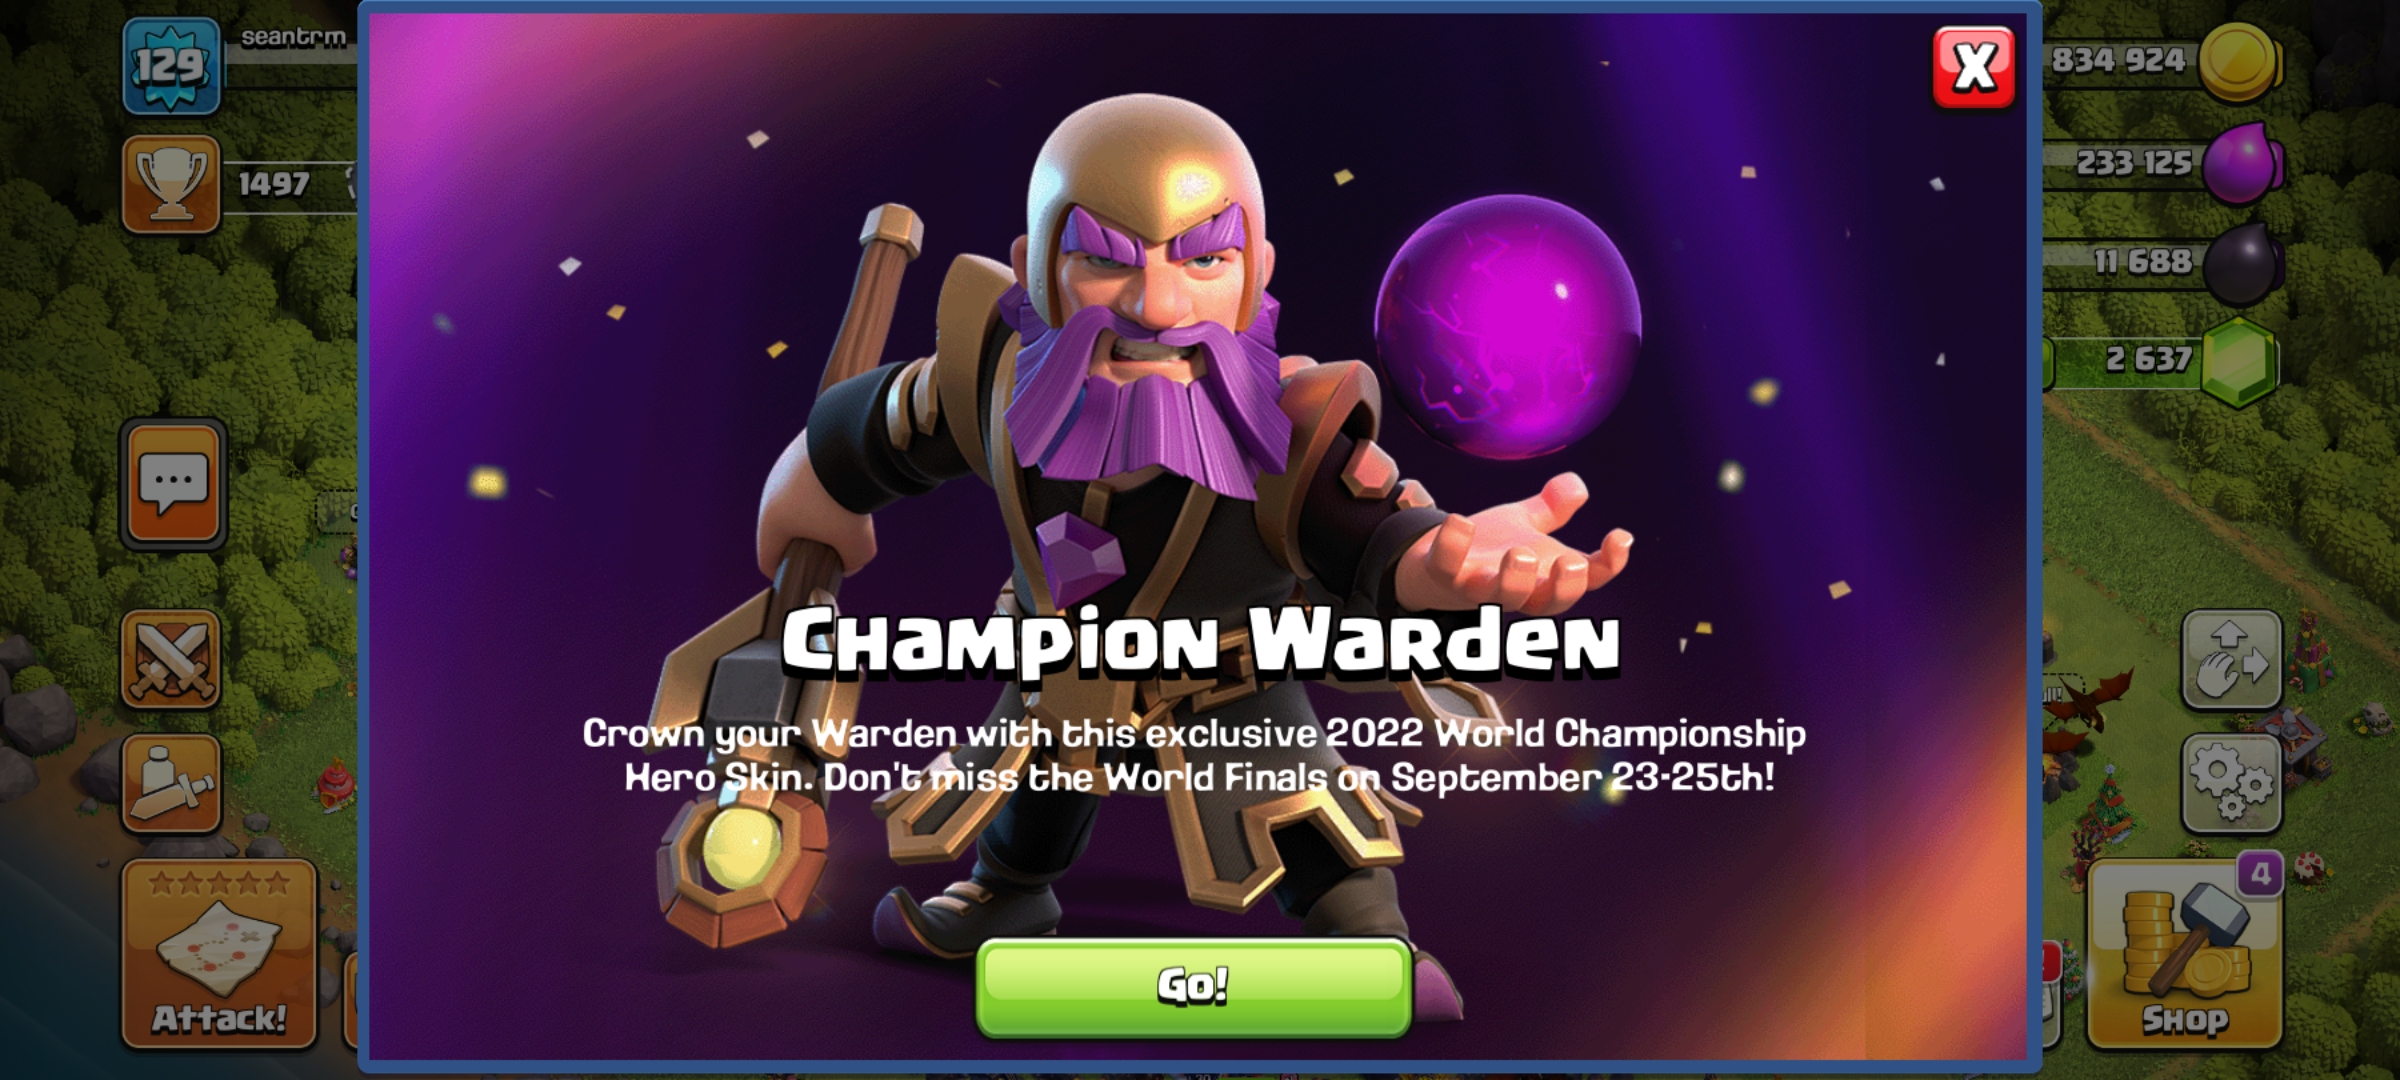 129
seantrm
1497
834 924
233 125
11 688
2 637
X
Champion Warden
Crown your Warden with this exclusive 2022 World Championship
Hero Skin. Don't miss the World Finals on September 23-25th!
Go!
Attack!
4
Shop